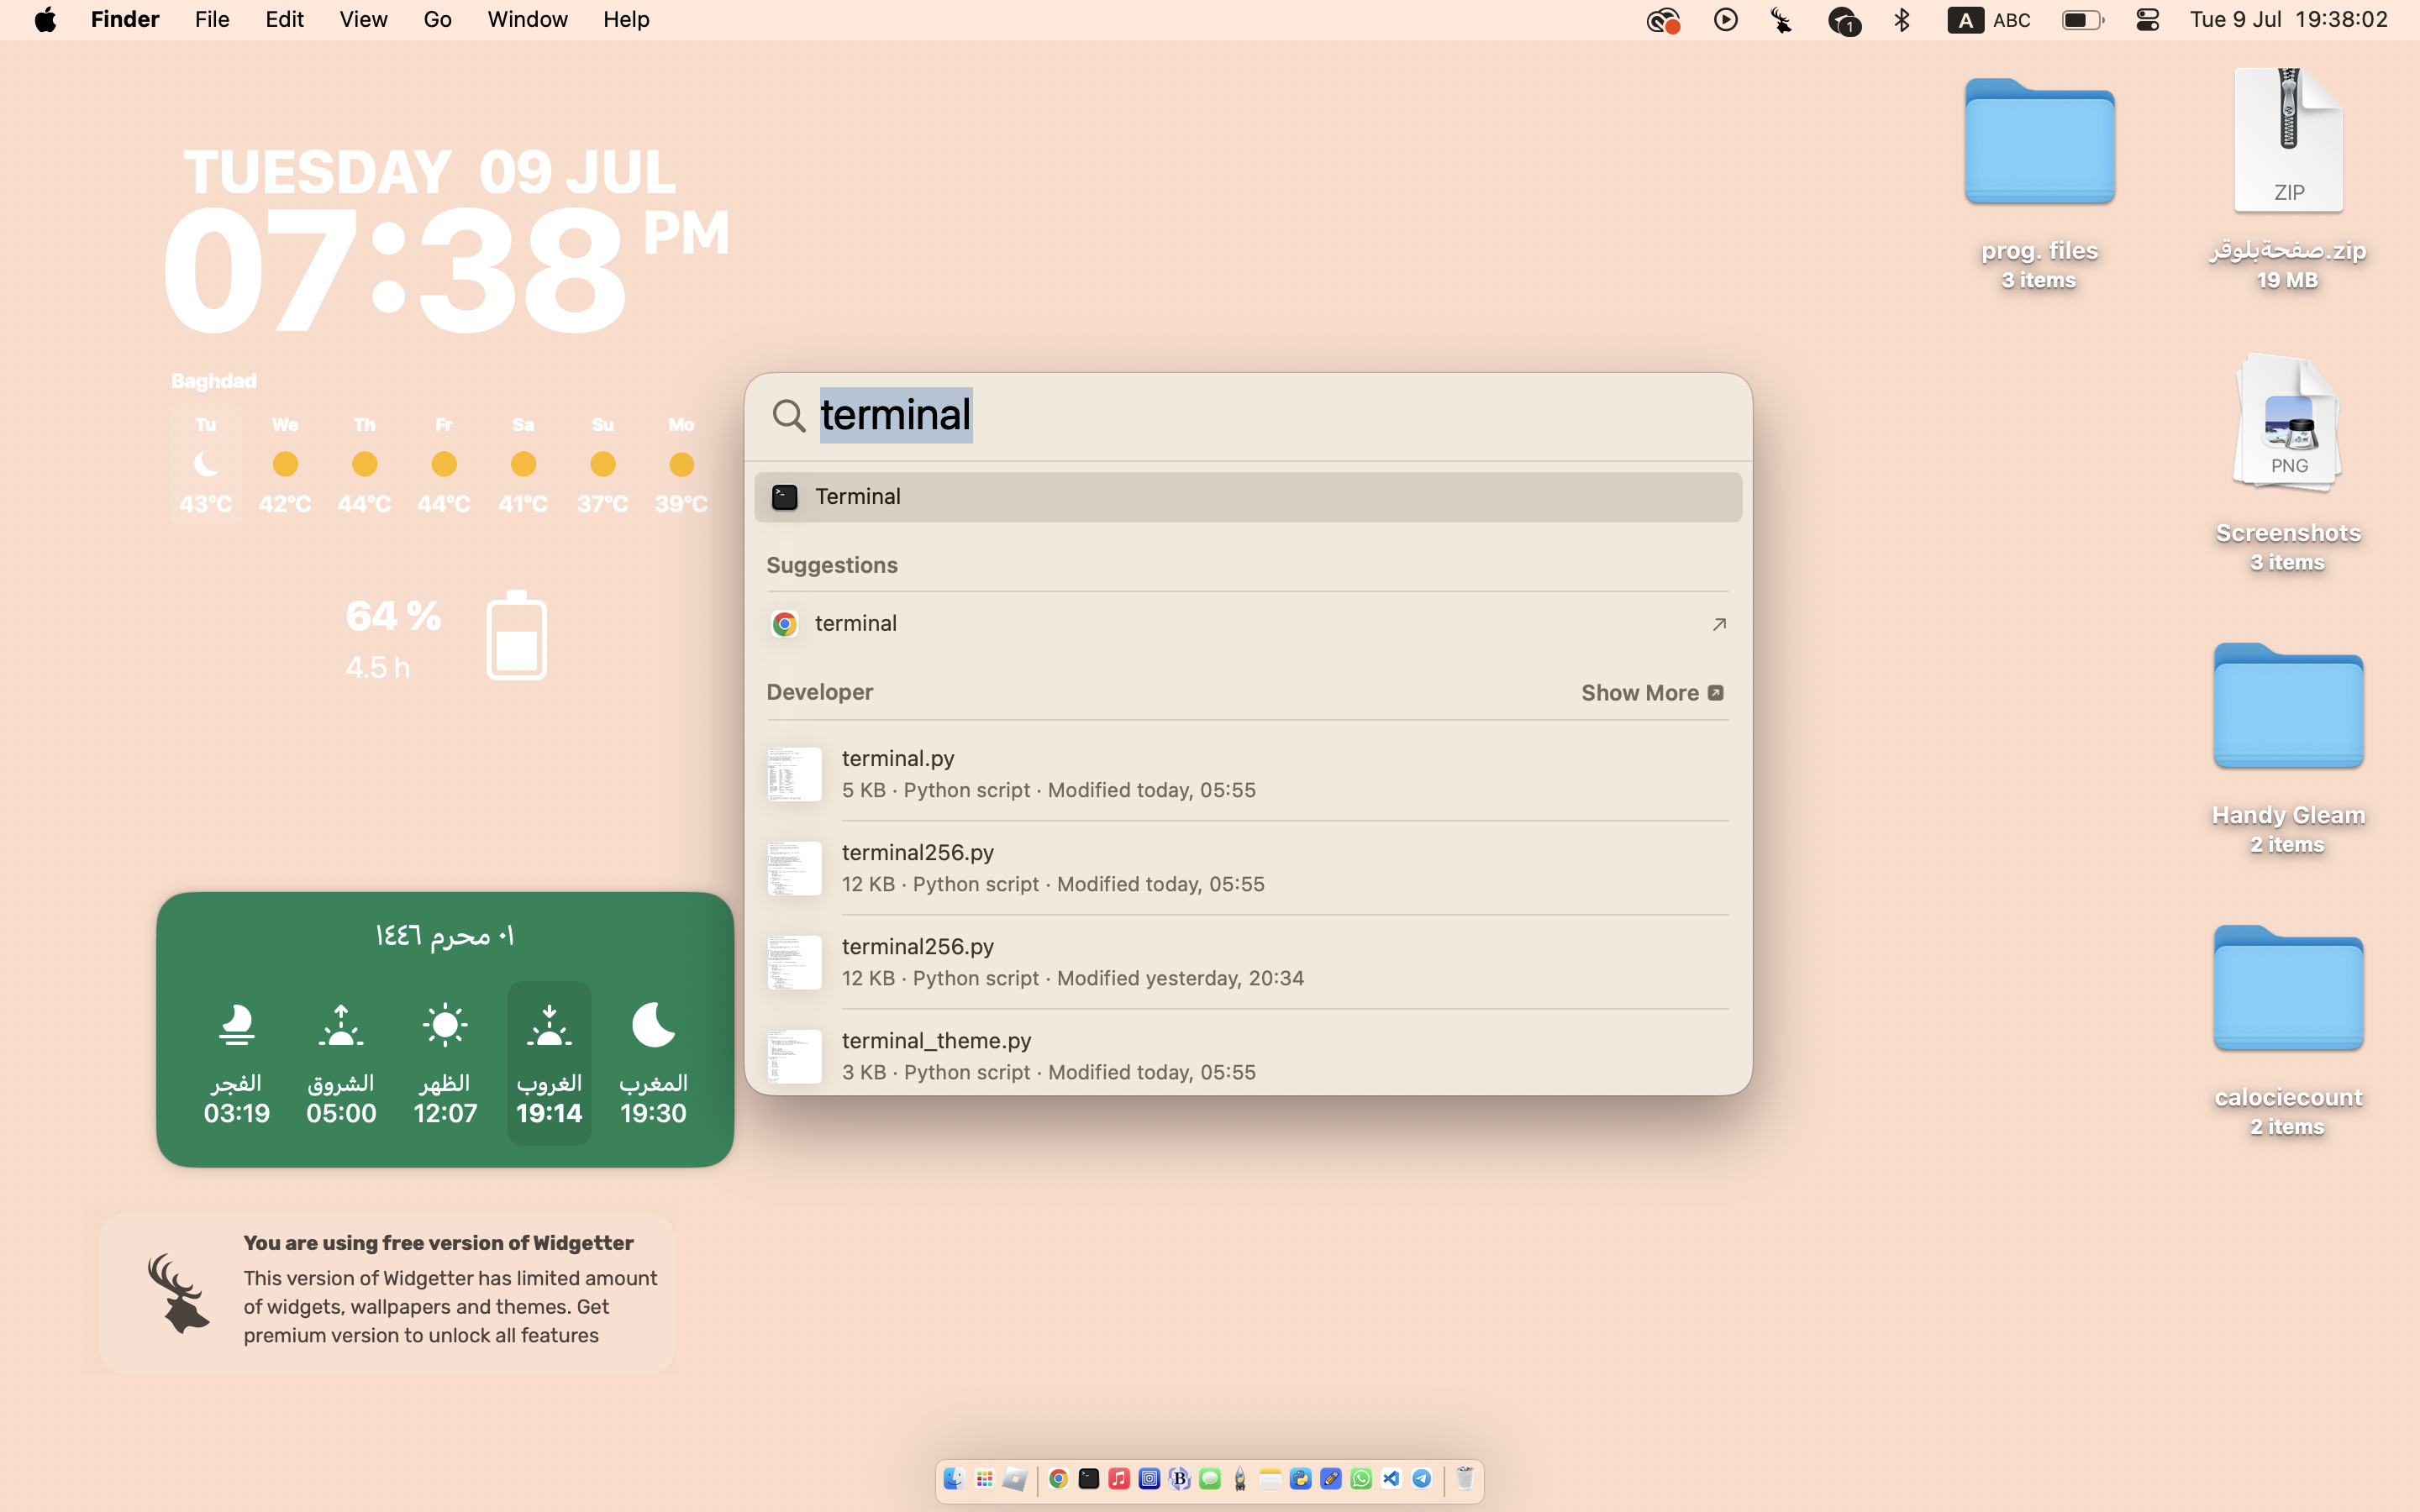 Finder File Edit View Go Window Help
1 A ABC Tue 9 Jul 19:38:02
TUESDAY 09 JUL
07:38 PM
Baghdad
Tu We Th Fr Sa Su Mo
43°C 42°C 44°C 44°C 41°C 37°C 39°C
64 %
4.5 h
٠١ محرم ١٤٤٦
الفجر الشروق الظهر الغروب المغرب
03:19 05:00 12:07 19:14 19:30
You are using free version of Widgetter
This version of Widgetter has limited amount
of widgets, wallpapers and themes. Get
premium version to unlock all features
terminal
Terminal
Suggestions
terminal
Developer Show More
terminal.py
5 KB · Python script · Modified today, 05:55
terminal256.py
12 KB · Python script · Modified today, 05:55
terminal256.py
12 KB · Python script · Modified yesterday, 20:34
terminal_theme.py
3 KB · Python script · Modified today, 05:55
prog. files
3 items
ZIP
صفحةبلوقر.zip
19 MB
PNG
Screenshots
3 items
Handy Gleam
2 items
calociecount
2 items
B